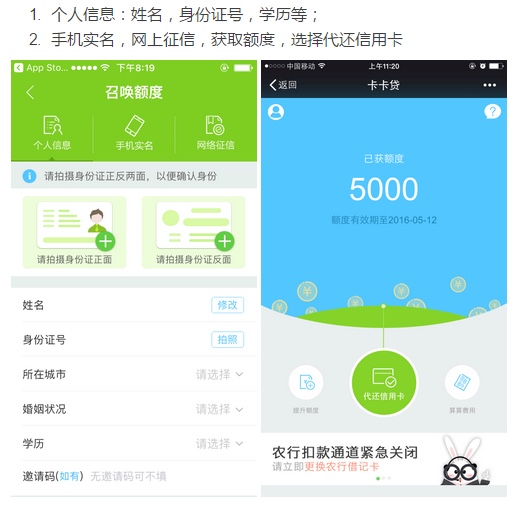 1. 个人信息：姓名，身份证号，学历等；
2. 手机实名，网上征信，获取额度，选择代还信用卡
App Sto... 下午8:19
召唤额度
个人信息 手机实名 网络征信
请拍摄身份证正反两面，以便确认身份
请拍摄身份证正面 请拍摄身份证反面
姓名 修改
身份证号 拍照
所在城市 请选择
婚姻状况 请选择
学历 请选择
邀请码(如有) 无邀请码可不填
中国移动 上午11:20
返回 卡卡贷
已获额度
5000
额度有效期至2016-05-12
代还信用卡
提升额度 算算费用
农行扣款通道紧急关闭
请立即更换农行借记卡